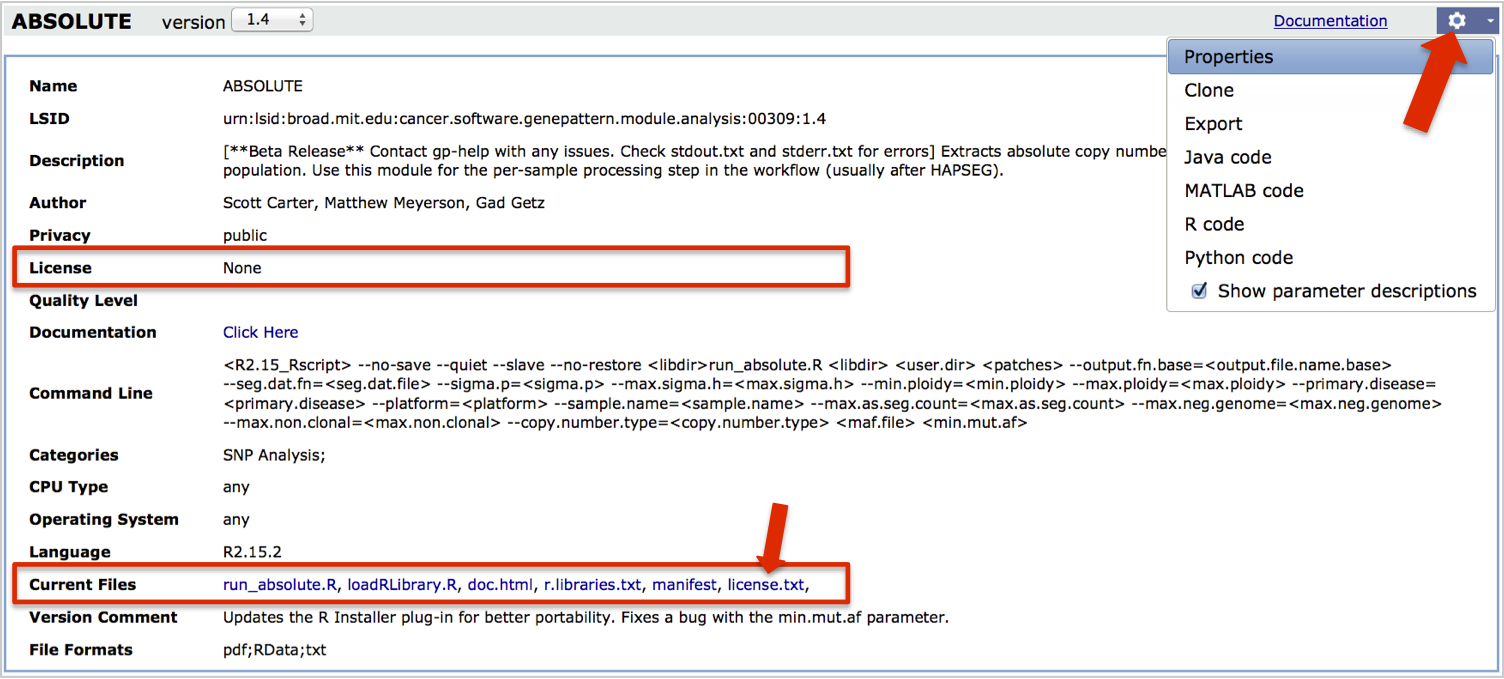 ABSOLUTE version 1.4 Documentation
Properties
Clone
Export
Java code
MATLAB code
R code
Python code
Show parameter descriptions
Name ABSOLUTE
LSID urn:lsid:broad.mit.edu:cancer.software.genepattern.module.analysis:00309:1.4
Description [**Beta Release** Contact gp-help with any issues. Check stdout.txt and stderr.txt for errors] Extracts absolute copy numbe
population. Use this module for the per-sample processing step in the workflow (usually after HAPSEG).
Author Scott Carter, Matthew Meyerson, Gad Getz
Privacy public
License None
Quality Level
Documentation Click Here
Command Line <R2.15_Rscript> --no-save --quiet --slave --no-restore <libdir>run_absolute.R <libdir> <user.dir> <patches> --output.fn.base=<output.file.name.base>
--seg.dat.fn=<seg.dat.file> --sigma.p=<sigma.p> --max.sigma.h=<max.sigma.h> --min.ploidy=<min.ploidy> --max.ploidy=<max.ploidy> --primary.disease=
<primary.disease> --platform=<platform> --sample.name=<sample.name> --max.as.seg.count=<max.as.seg.count> --max.neg.genome=<max.neg.genome>
--max.non.clonal=<max.non.clonal> --copy.number.type=<copy.number.type> <maf.file> <min.mut.af>
Categories SNP Analysis;
CPU Type any
Operating System any
Language R2.15.2
Current Files run_absolute.R, loadRLibrary.R, doc.html, r.libraries.txt, manifest, license.txt,
Version Comment Updates the R Installer plug-in for better portability. Fixes a bug with the min.mut.af parameter.
File Formats pdf;RData;txt